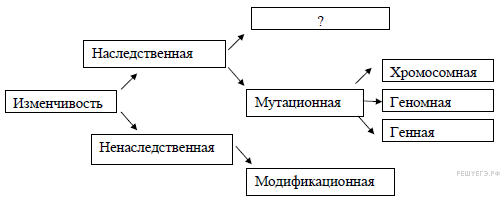 ?
Наследственная
Хромосомная
Изменчивость
Мутационная
Геномная
Генная
Ненаследственная
Модификационная
РЕШУЕГЭ.РФ